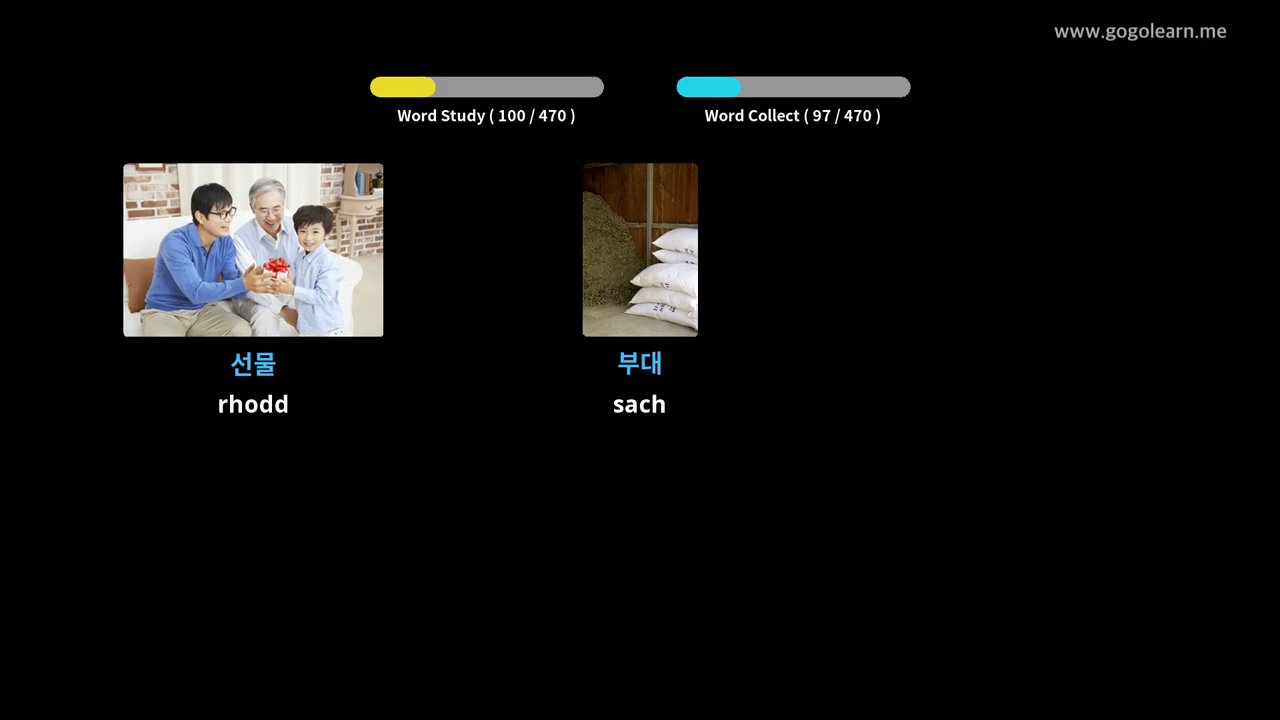 www.gogolearn.me
Word Study ( 100 / 470 )
Word Collect ( 97 / 470 )
선물
rhodd
부대
sach